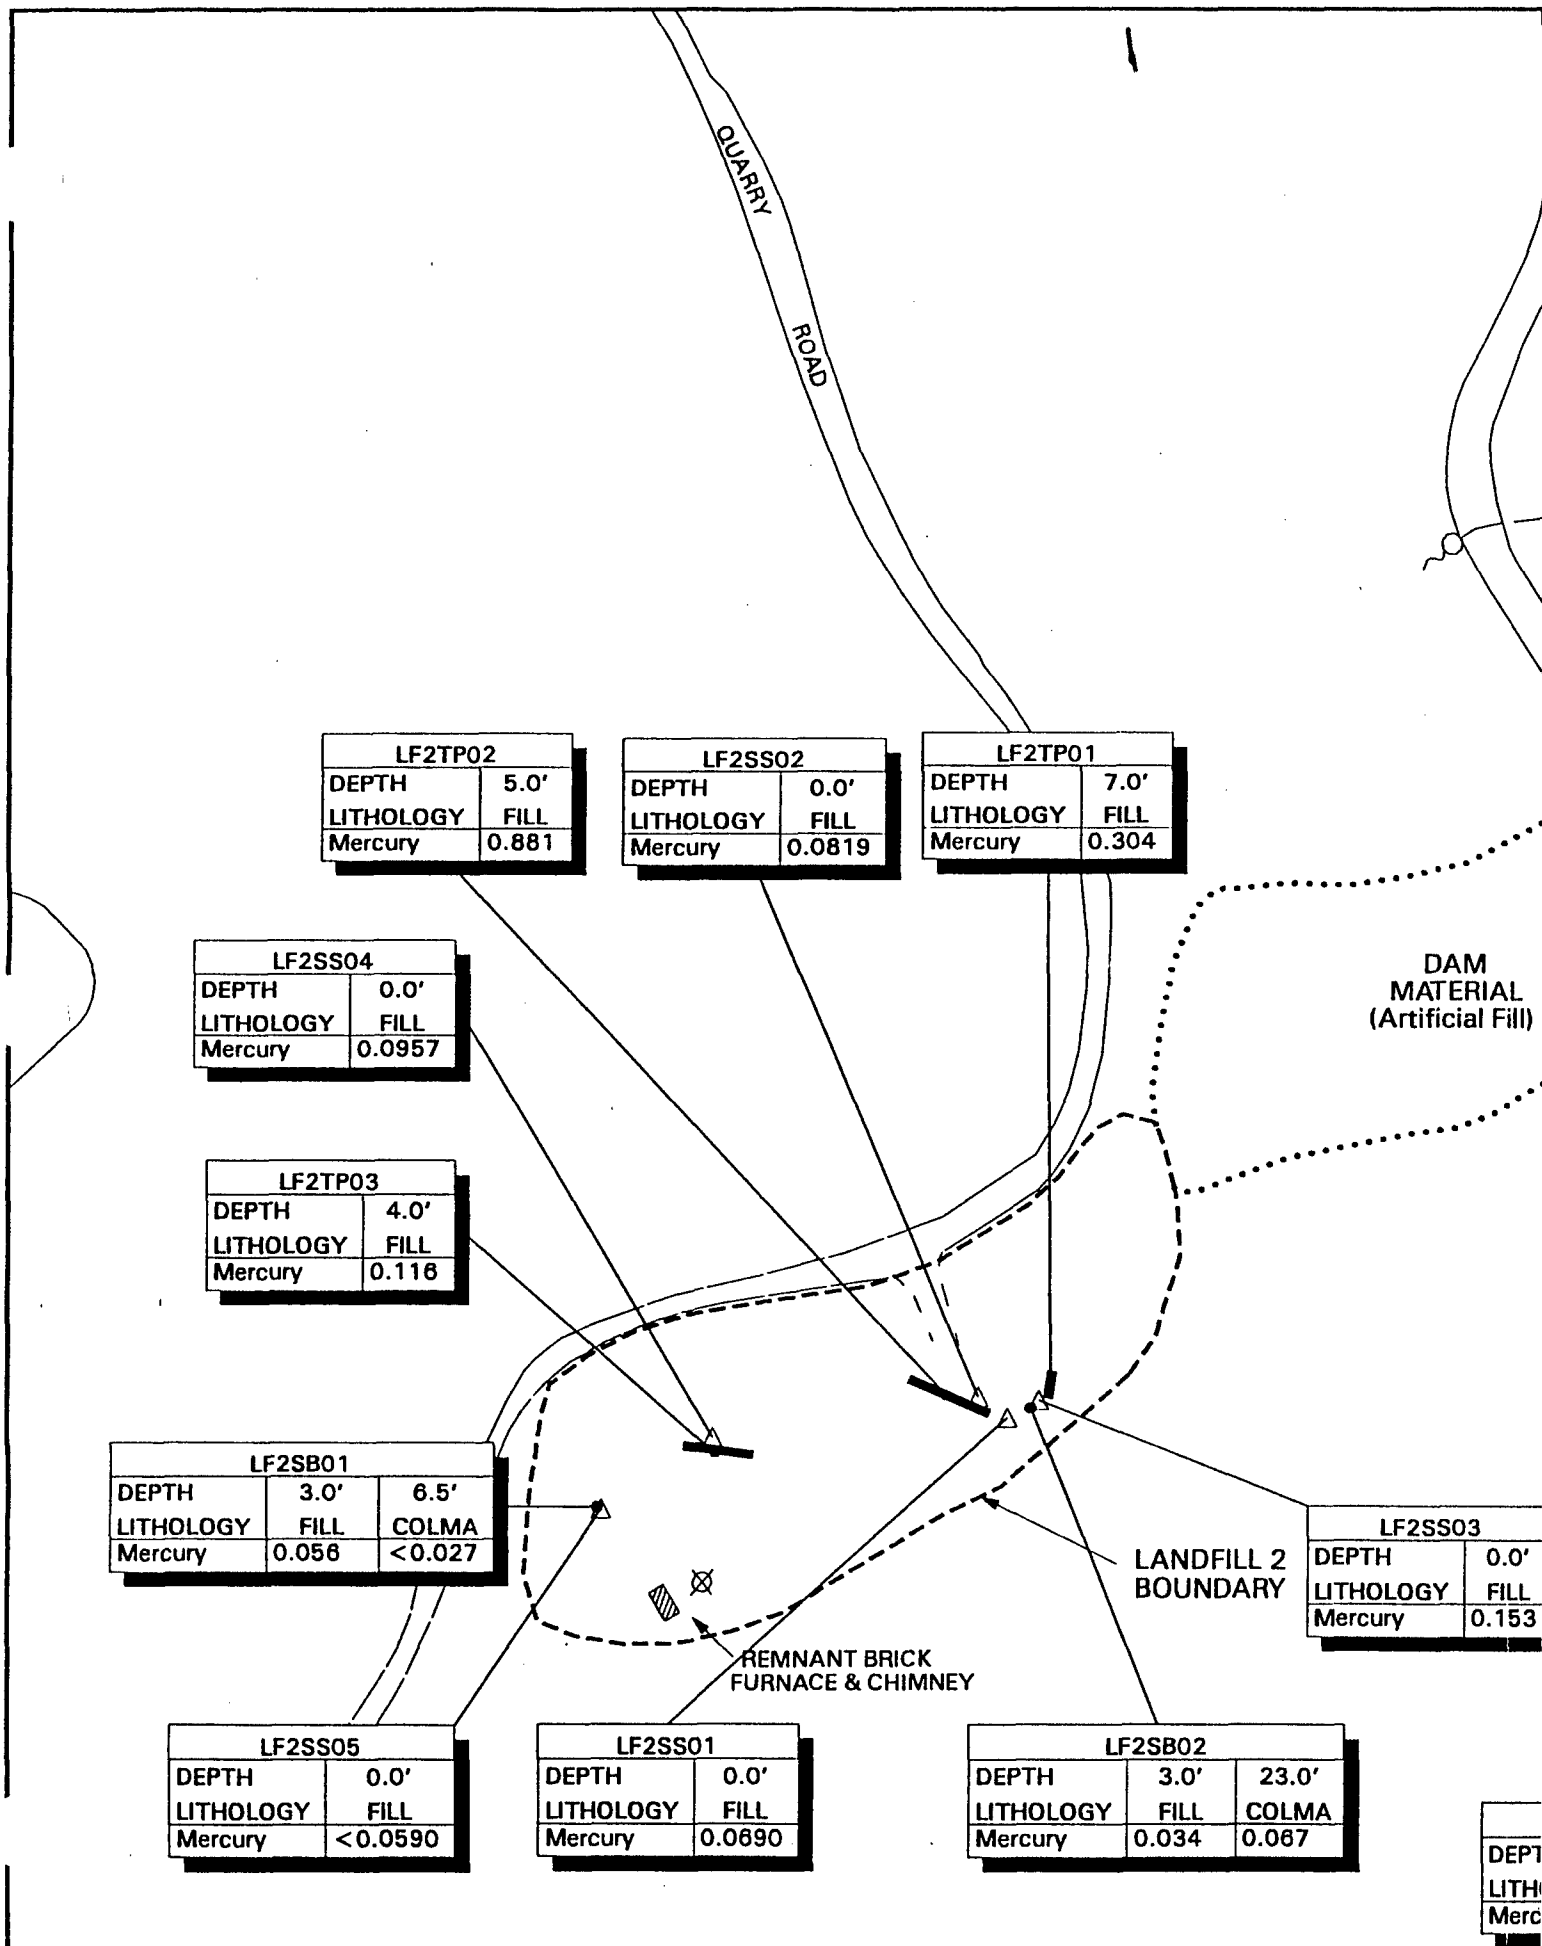 QUARRY
ROAD
LF2TP02
DEPTH 5.0'
LITHOLOGY FILL
Mercury 0.881
LF2SS02
DEPTH 0.0'
LITHOLOGY FILL
Mercury 0.0819
LF2TP01
DEPTH 7.0'
LITHOLOGY FILL
Mercury 0.304
LF2SS04
DEPTH 0.0'
LITHOLOGY FILL
Mercury 0.0957
DAM
MATERIAL
(Artificial Fill)
LF2TP03
DEPTH 4.0'
LITHOLOGY FILL
Mercury 0.116
LF2SB01
DEPTH 3.0' 6.5'
LITHOLOGY FILL COLMA
Mercury 0.056 <0.027
LANDFILL 2
BOUNDARY
LF2SS03
DEPTH 0.0'
LITHOLOGY FILL
Mercury 0.153
REMNANT BRICK
FURNACE & CHIMNEY
LF2SS05
DEPTH 0.0'
LITHOLOGY FILL
Mercury <0.0590
LF2SS01
DEPTH 0.0'
LITHOLOGY FILL
Mercury 0.0690
LF2SB02
DEPTH 3.0' 23.0'
LITHOLOGY FILL COLMA
Mercury 0.034 0.067